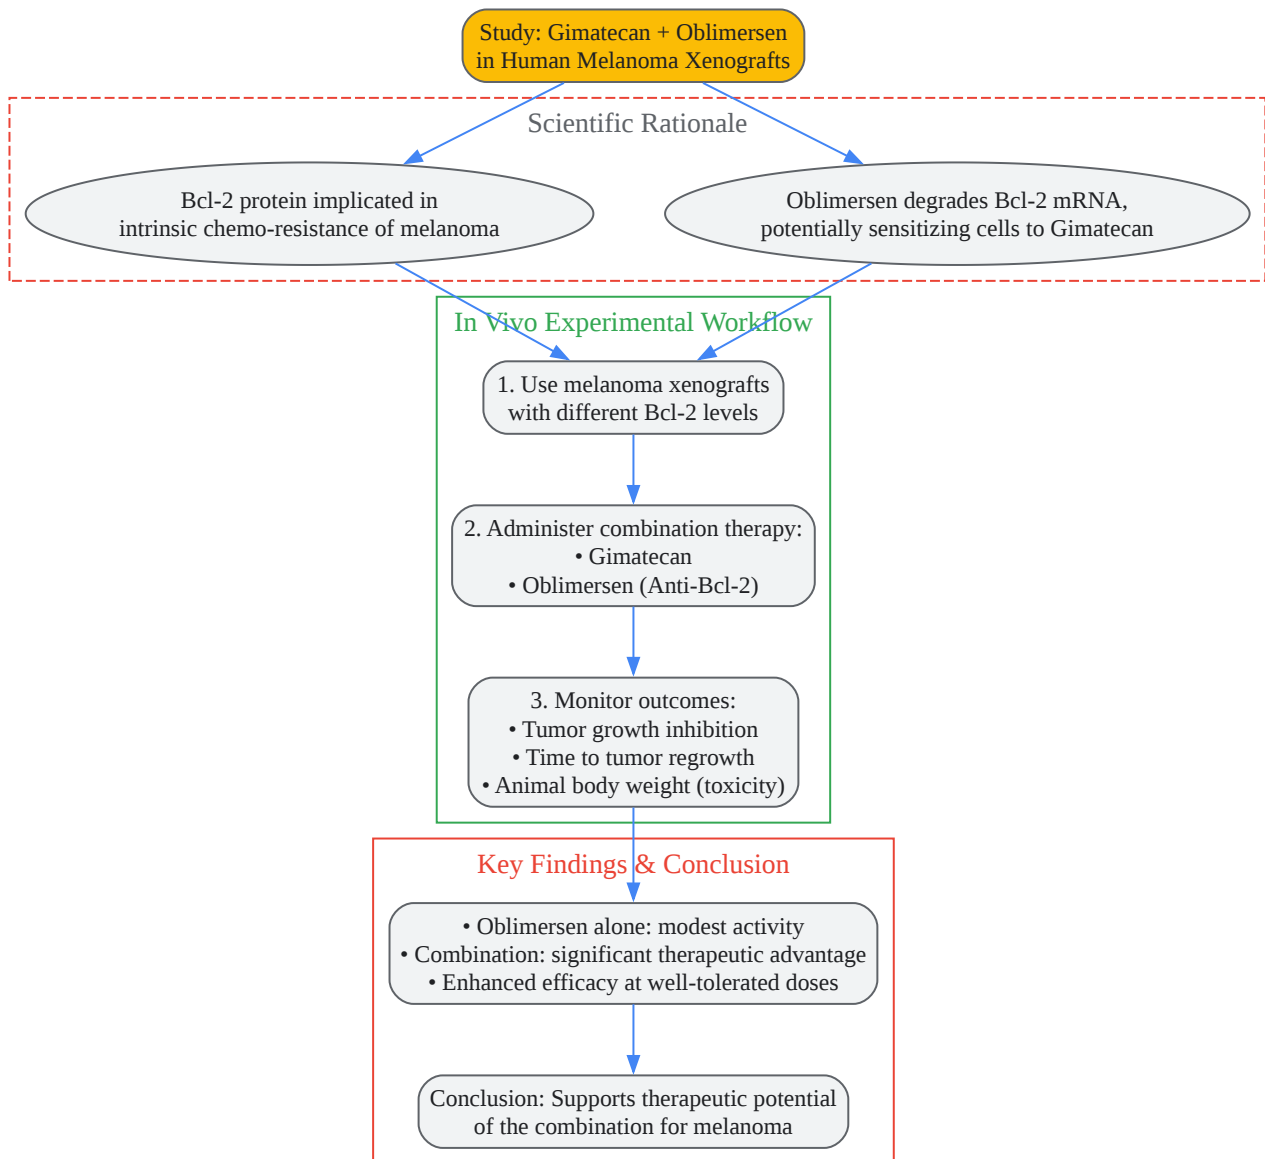 Study: Gimatecan + Oblimersen
in Human Melanoma Xenografts
Scientific Rationale
Bcl-2 protein implicated in
intrinsic chemo-resistance of melanoma
Oblimersen degrades Bcl-2 mRNA,
potentially sensitizing cells to Gimatecan
In Vivo Experimental Workflow
1. Use melanoma xenografts
with different Bcl-2 levels
2. Administer combination therapy:
• Gimatecan
• Oblimersen (Anti-Bcl-2)
3. Monitor outcomes:
• Tumor growth inhibition
• Time to tumor regrowth
• Animal body weight (toxicity)
Key Findings & Conclusion
• Oblimersen alone: modest activity
• Combination: significant therapeutic advantage
• Enhanced efficacy at well-tolerated doses
Conclusion: Supports therapeutic potential
of the combination for melanoma